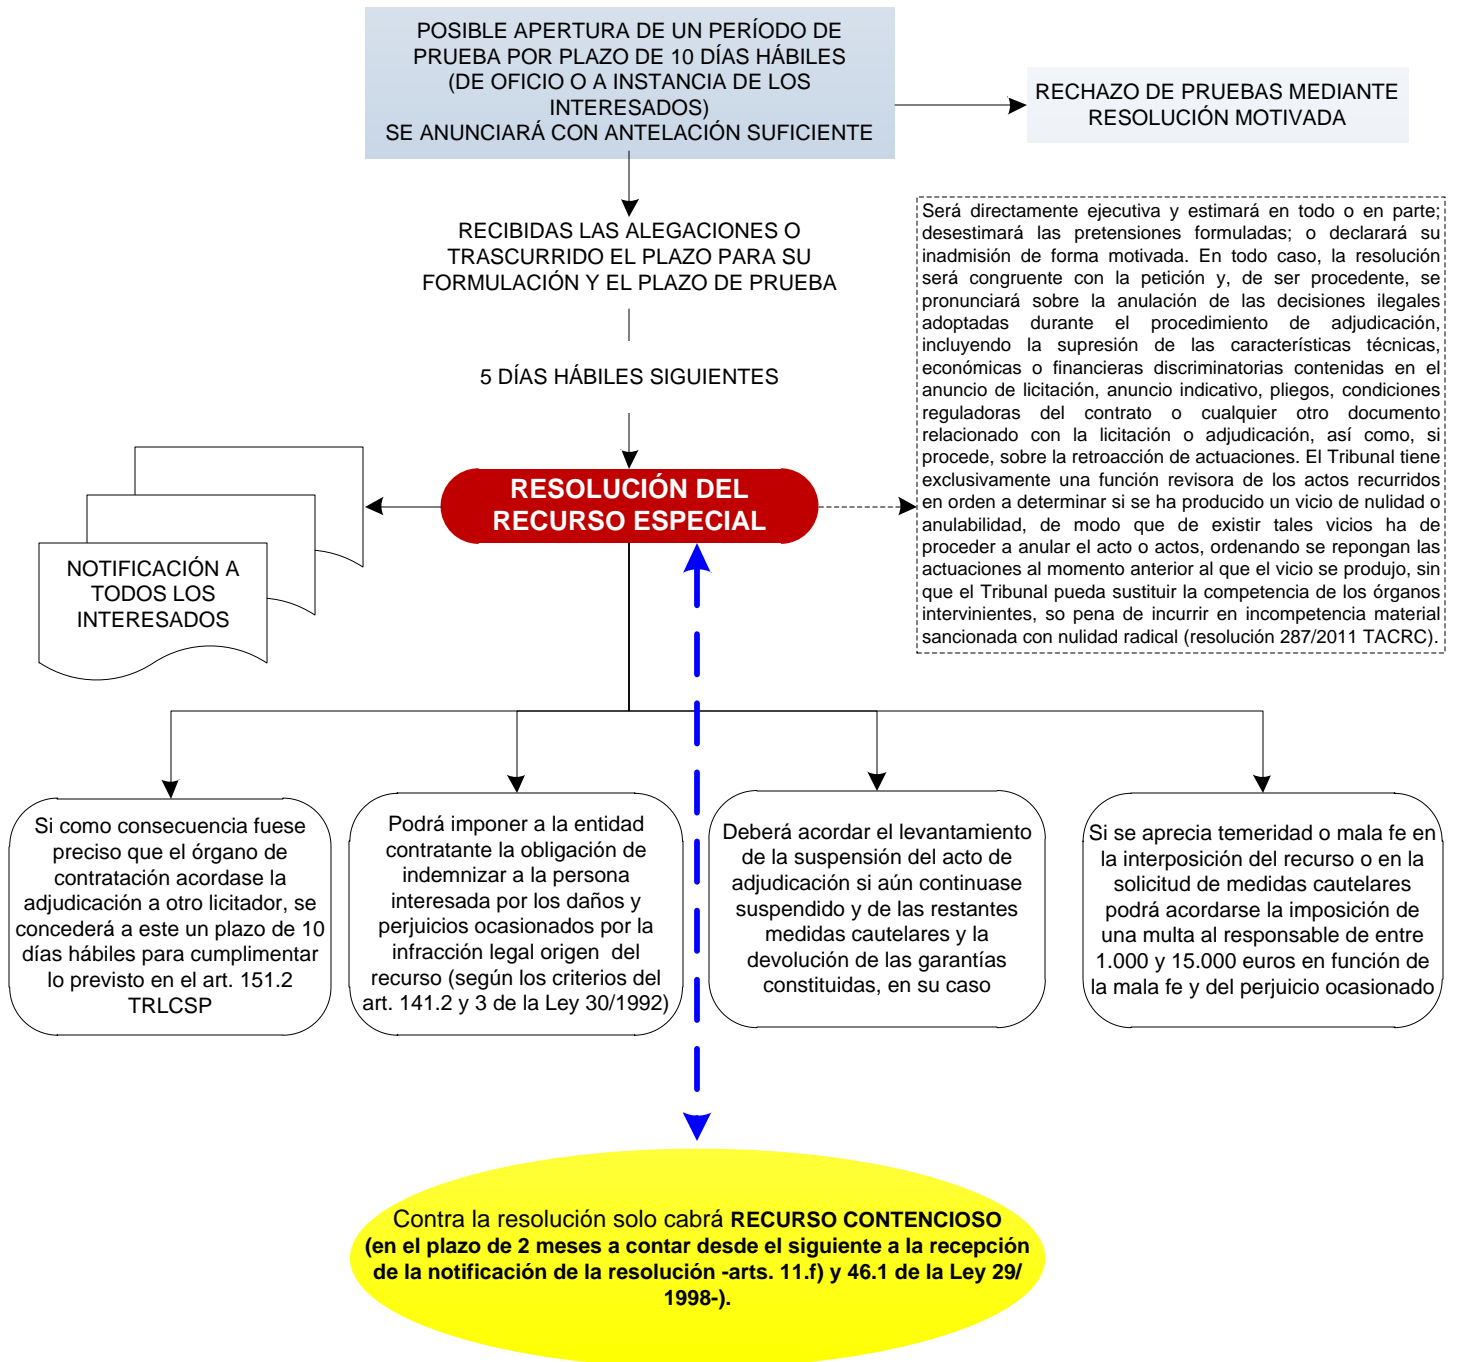 POSIBLE APERTURA DE UN PERÍODO DE
PRUEBA POR PLAZO DE 10 DÍAS HÁBILES
(DE OFICIO O A INSTANCIA DE LOS
INTERESADOS)
SE ANUNCIARÁ CON ANTELACIÓN SUFICIENTE
RECHAZO DE PRUEBAS MEDIANTE
RESOLUCIÓN MOTIVADA
RECIBIDAS LAS ALEGACIONES O
TRASCURRIDO EL PLAZO PARA SU
FORMULACIÓN Y EL PLAZO DE PRUEBA
5 DÍAS HÁBILES SIGUIENTES
Será directamente ejecutiva y estimará en todo o en parte;
desestimará las pretensiones formuladas; o declarará su
inadmisión de forma motivada. En todo caso, la resolución
será congruente con la petición y, de ser procedente, se
pronunciará sobre la anulación de las decisiones ilegales
adoptadas durante el procedimiento de adjudicación,
incluyendo la supresión de las características técnicas,
económicas o financieras discriminatorias contenidas en el
anuncio de licitación, anuncio indicativo, pliegos, condiciones
reguladoras del contrato o cualquier otro documento
relacionado con la licitación o adjudicación, así como, si
procede, sobre la retroacción de actuaciones. El Tribunal tiene
exclusivamente una función revisora de los actos recurridos
en orden a determinar si se ha producido un vicio de nulidad o
anulabilidad, de modo que de existir tales vicios ha de
proceder a anular el acto o actos, ordenando se repongan las
actuaciones al momento anterior al que el vicio se produjo, sin
que el Tribunal pueda sustituir la competencia de los órganos
intervinientes, so pena de incurrir en incompetencia material
sancionada con nulidad radical (resolución 287/2011 TACRC).
RESOLUCIÓN DEL
RECURSO ESPECIAL
NOTIFICACIÓN A
TODOS LOS
INTERESADOS
Si como consecuencia fuese
preciso que el órgano de
contratación acordase la
adjudicación a otro licitador, se
concederá a este un plazo de 10
días hábiles para cumplimentar
lo previsto en el art. 151.2
TRLCSP
Podrá imponer a la entidad
contratante la obligación de
indemnizar a la persona
interesada por los daños y
perjuicios ocasionados por la
infracción legal origen del
recurso (según los criterios del
art. 141.2 y 3 de la Ley 30/1992)
Deberá acordar el levantamiento
de la suspensión del acto de
adjudicación si aún continuase
suspendido y de las restantes
medidas cautelares y la
devolución de las garantías
constituidas, en su caso
Si se aprecia temeridad o mala fe en
la interposición del recurso o en la
solicitud de medidas cautelares
podrá acordarse la imposición de
una multa al responsable de entre
1.000 y 15.000 euros en función de
la mala fe y del perjuicio ocasionado
Contra la resolución solo cabrá RECURSO CONTENCIOSO
(en el plazo de 2 meses a contar desde el siguiente a la recepción
de la notificación de la resolución -arts. 11.f) y 46.1 de la Ley 29/
1998-).